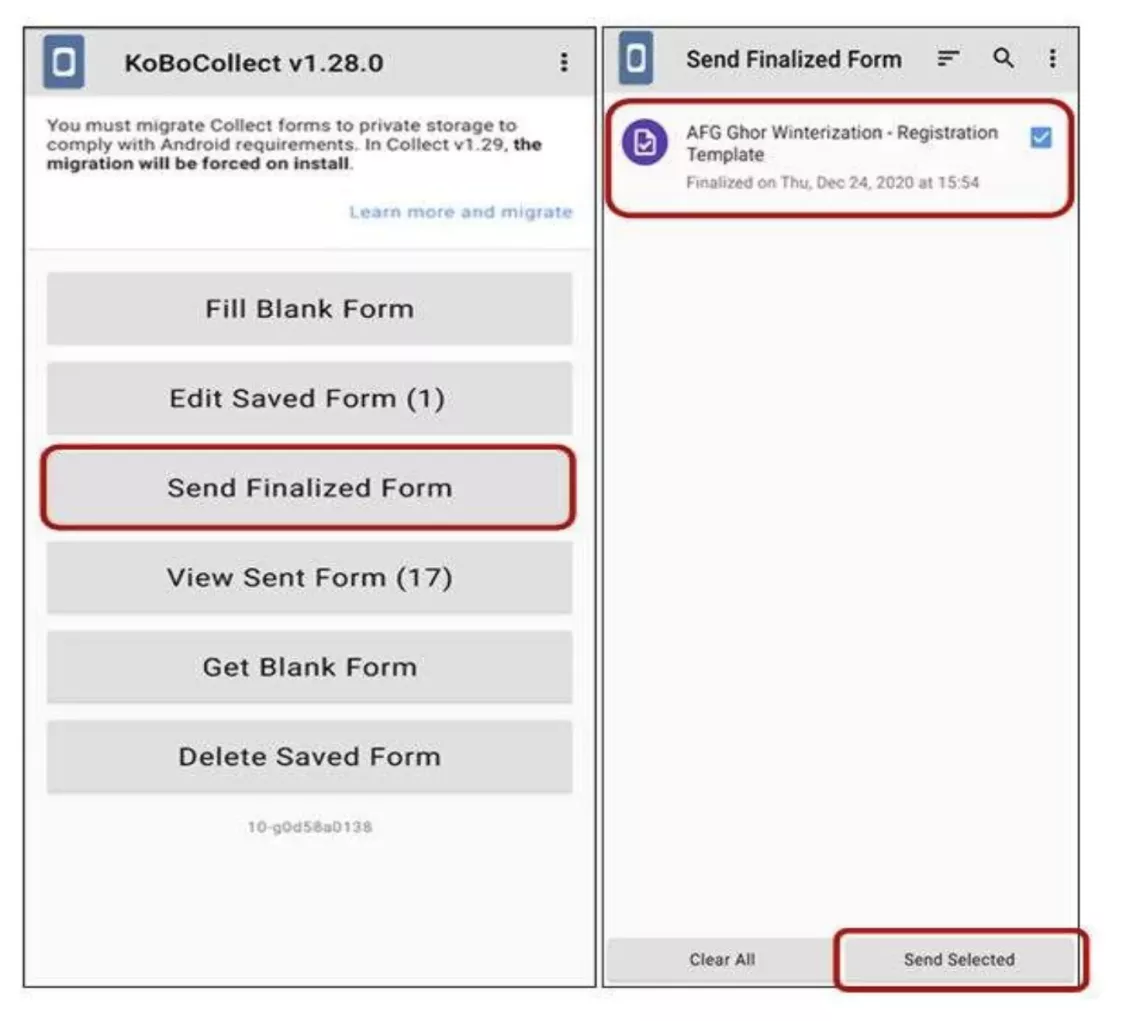 KoBoCollect v1.28.0
You must migrate Collect forms to private storage to
comply with Android requirements. In Collect v1.29, the
migration will be forced on install.
Learn more and migrate
Fill Blank Form
Edit Saved Form (1)
Send Finalized Form
View Sent Form (17)
Get Blank Form
Delete Saved Form
10-g0d58a0138
Send Finalized Form
AFG Ghor Winterization - Registration
Template
Finalized on Thu, Dec 24, 2020 at 15:54
Clear All
Send Selected